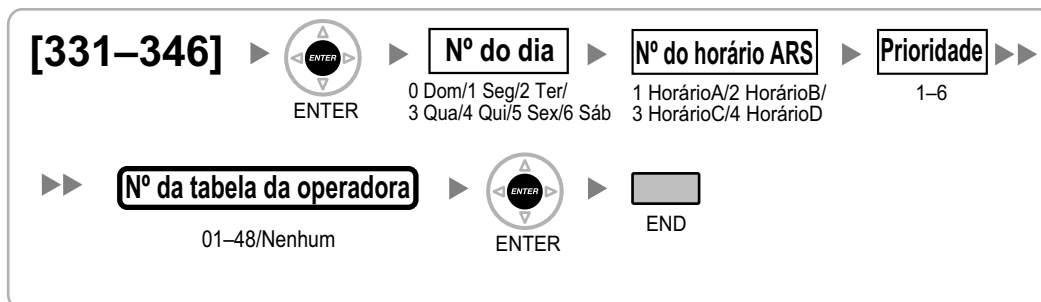 [331–346]
ENTER
ENTER
Nº do dia
0 Dom/1 Seg/2 Ter/
3 Qua/4 Qui/5 Sex/6 Sáb
Nº do horário ARS
1 HorárioA/2 HorárioB/
3 HorárioC/4 HorárioD
Prioridade
1–6
Nº da tabela da operadora
01–48/Nenhum
ENTER
ENTER
END